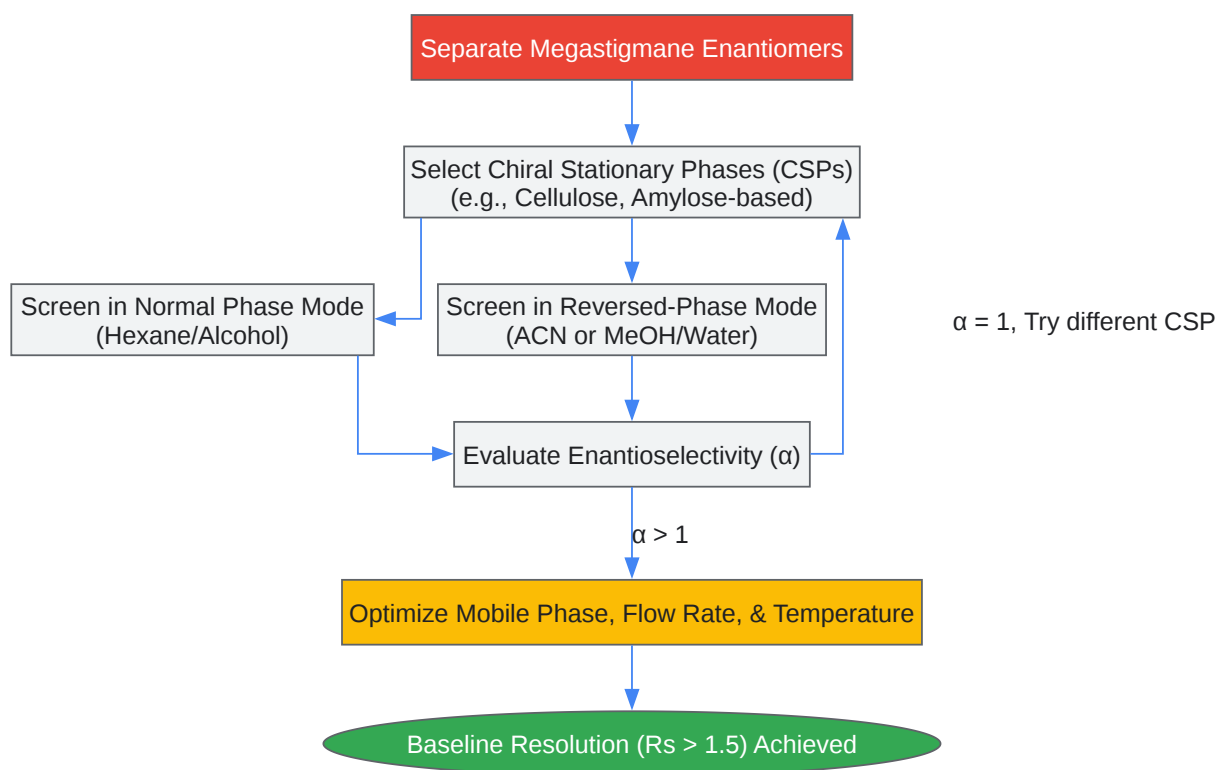 Separate Megastigmane Enantiomers
Select Chiral Stationary Phases (CSPs)
(e.g., Cellulose, Amylose-based)
Screen in Normal Phase Mode
(Hexane/Alcohol)
Screen in Reversed-Phase Mode
(ACN or MeOH/Water)
α = 1, Try different CSP
Evaluate Enantioselectivity (α)
α > 1
Optimize Mobile Phase, Flow Rate, & Temperature
Baseline Resolution (Rs > 1.5) Achieved